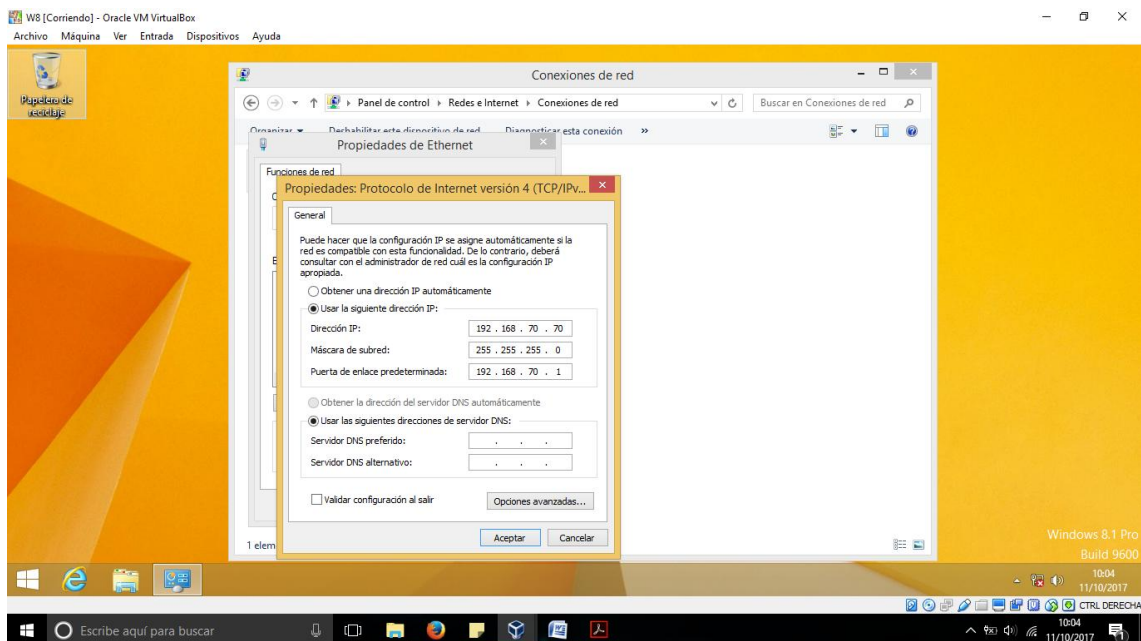 W8 [Corriendo] - Oracle VM VirtualBox
Archivo Máquina Ver Entrada Dispositivos Ayuda
Papelera de reciclaje
Conexiones de red
Panel de control Redes e Internet Conexiones de red
Buscar en Conexiones de red
Organizar Deshabilitar este dispositivo de red Diagnosticar esta conexión »
Propiedades de Ethernet
Funciones de red
Propiedades: Protocolo de Internet versión 4 (TCP/IPv...
General
Puede hacer que la configuración IP se asigne automáticamente si la
red es compatible con esta funcionalidad. De lo contrario, deberá
consultar con el administrador de red cuál es la configuración IP
apropiada.
Obtener una dirección IP automáticamente
Usar la siguiente dirección IP:
Dirección IP: 192 . 168 . 70 . 70
Máscara de subred: 255 . 255 . 255 . 0
Puerta de enlace predeterminada: 192 . 168 . 70 . 1
Obtener la dirección del servidor DNS automáticamente
Usar las siguientes direcciones de servidor DNS:
Servidor DNS preferido: . . .
Servidor DNS alternativo: . . .
Validar configuración al salir
Opciones avanzadas...
Aceptar Cancelar
1 elem
Windows 8.1 Pro
Build 9600
10:04
11/10/2017
CTRL DERECHA
Escribe aquí para buscar
10:04
11/10/2017